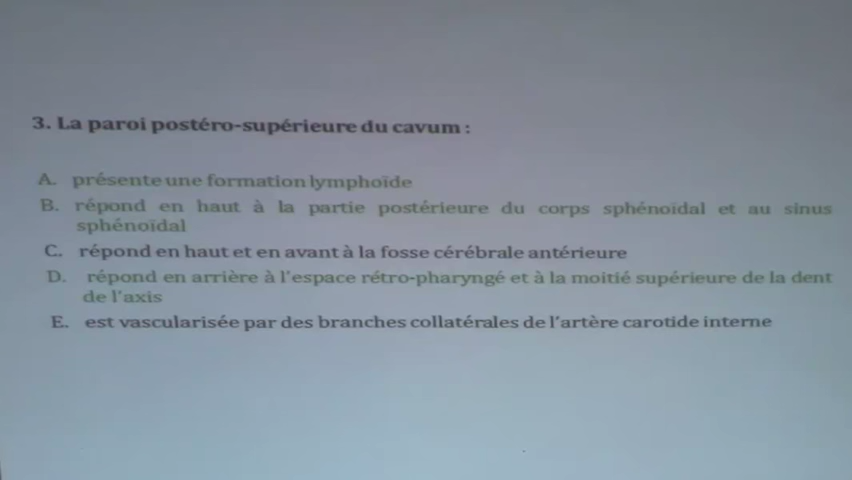 3. La paroi postéro-supérieure du cavum :
A. présente une formation lymphoïde
B. répond en haut à la partie postérieure du corps sphénoïdal et au sinus
sphénoïdal
C. répond en haut et en avant à la fosse cérébrale antérieure
D. répond en arrière à l'espace rétro-pharyngé et à la moitié supérieure de la dent
de l'axis
E. est vascularisée par des branches collatérales de l'artère carotide interne